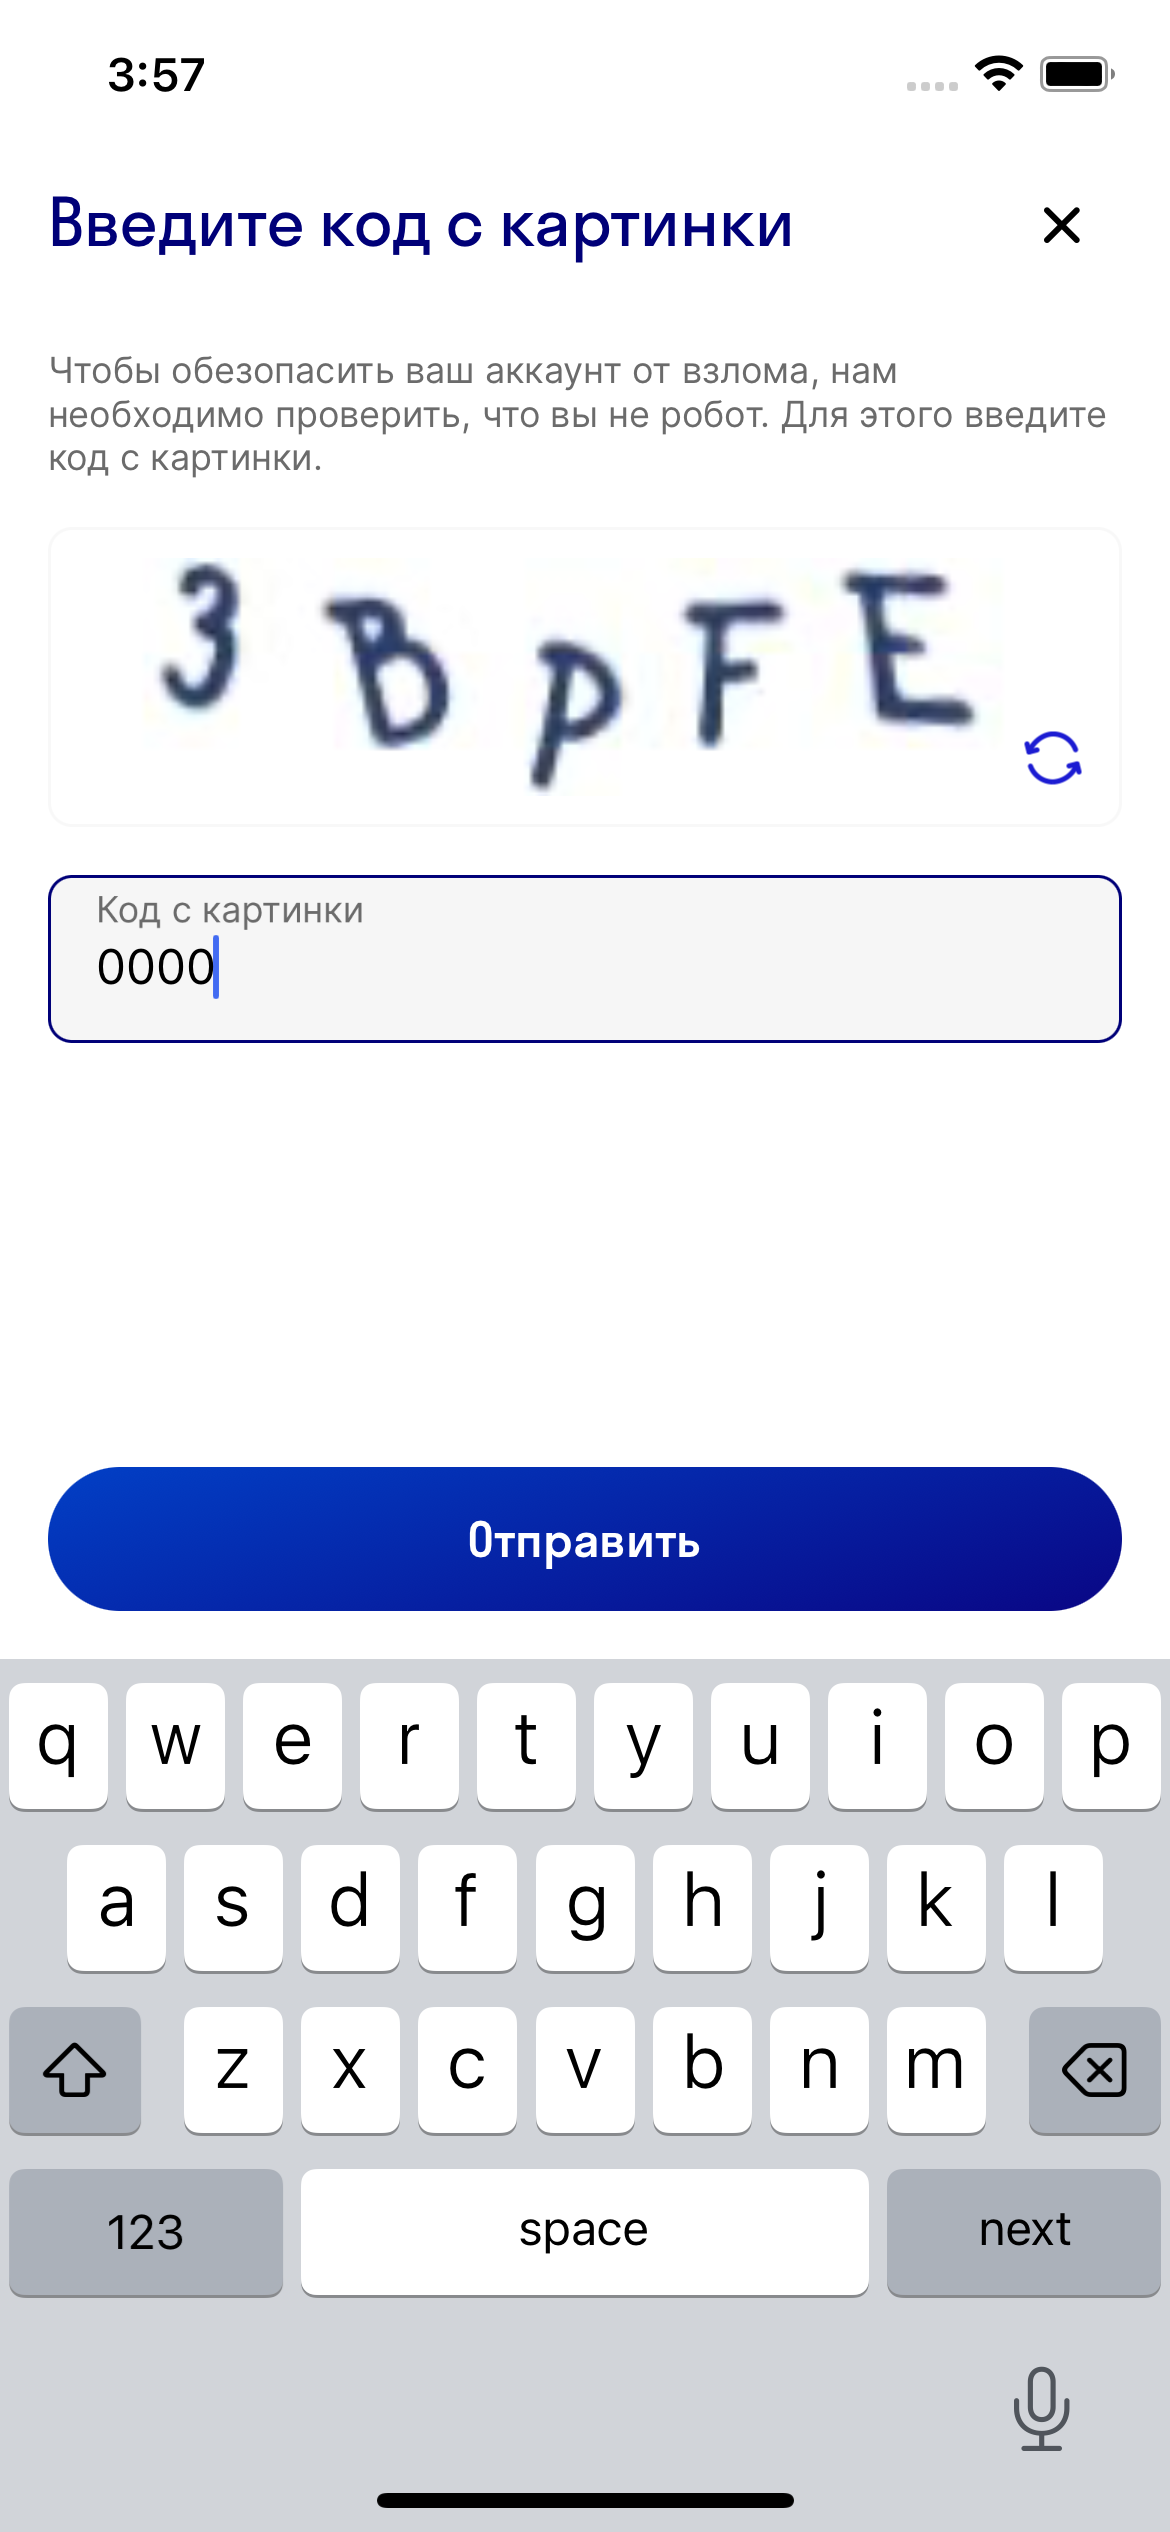 3:57
Введите код с картинки
Чтобы обезопасить ваш аккаунт от взлома, нам
необходимо проверить, что вы не робот. Для этого введите
код с картинки.
3 B p F E
Код с картинки
0000
Отправить
q w e r t y u i o p
a s d f g h j k l
z x c v b n m
123 space next